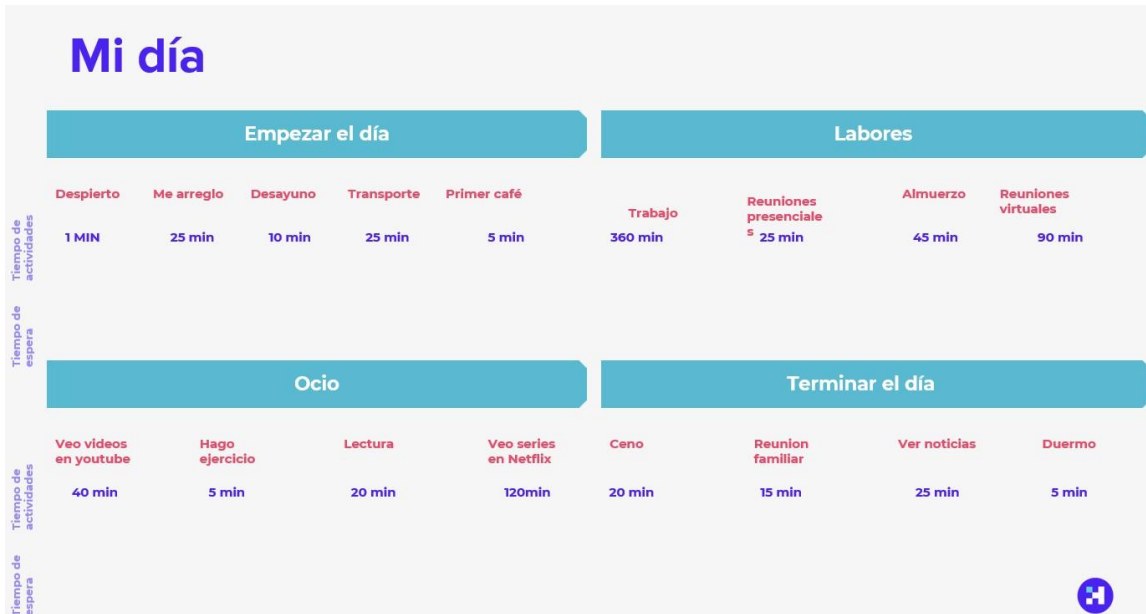 Mi día
Empezar el día
Labores
Despierto
Me arreglo
Desayuno
Transporte
Primer café
Trabajo
Reuniones
presenciale
s
Almuerzo
Reuniones
virtuales
Tiempo de
actividades
1 MIN
25 min
10 min
25 min
5 min
360 min
25 min
45 min
90 min
Tiempo de
espera
Ocio
Terminar el día
Veo videos
en youtube
Hago
ejercicio
Lectura
Veo series
en Netflix
Ceno
Reunion
familiar
Ver noticias
Duermo
Tiempo de
actividades
40 min
5 min
20 min
120min
20 min
15 min
25 min
5 min
Tiempo de
espera